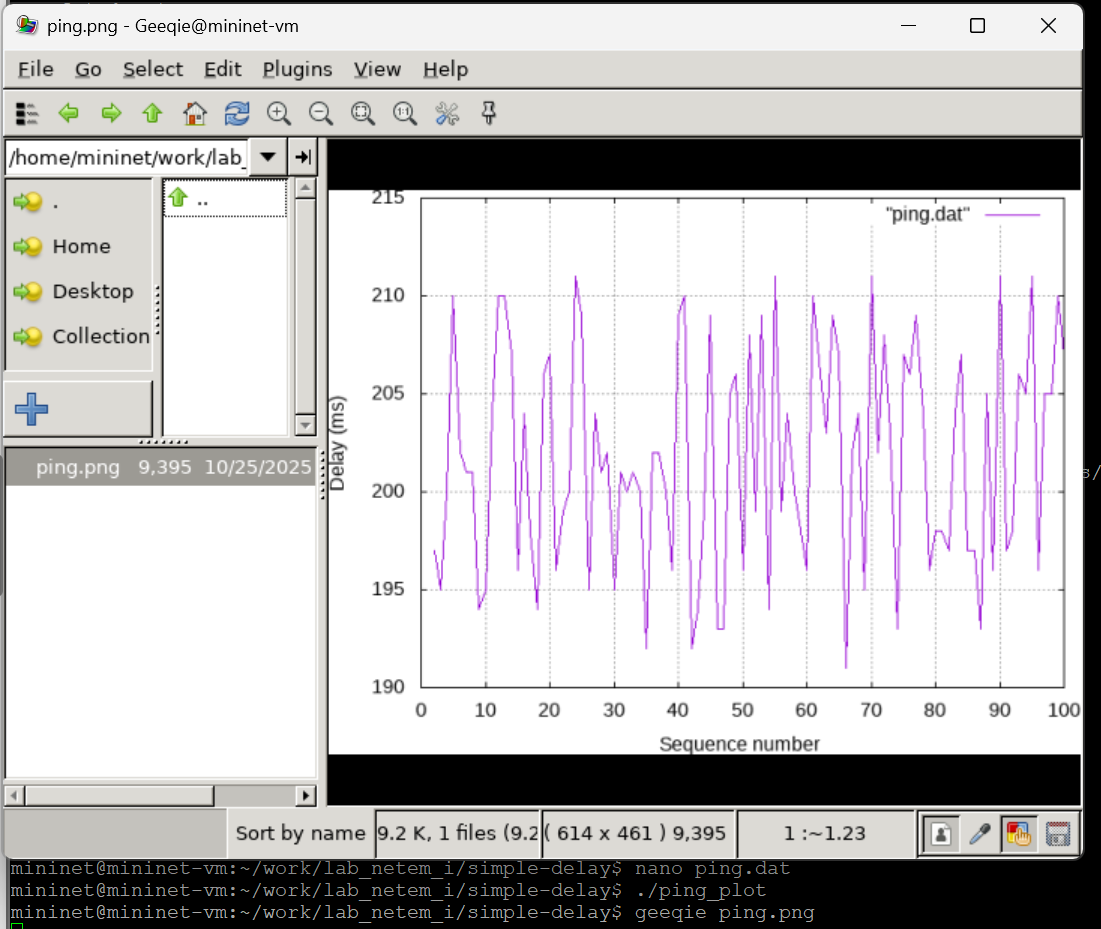 ping.png - Geeqie@mininet-vm
File Go Select Edit Plugins View Help
/home/mininet/work/lab_
.
Home
Desktop
Collection
..
ping.png 9,395 10/25/2025
215
210
205
200
195
190
Delay (ms)
"ping.dat"
0 10 20 30 40 50 60 70 80 90 100
Sequence number
s/
Sort by name 9.2 K, 1 files (9.2 ( 614 x 461 ) 9,395 1 :~1.23
mininet@mininet-vm:~/work/lab_netem_i/simple-delay$ nano ping.dat
mininet@mininet-vm:~/work/lab_netem_i/simple-delay$ ./ping_plot
mininet@mininet-vm:~/work/lab_netem_i/simple-delay$ geeqie ping.png